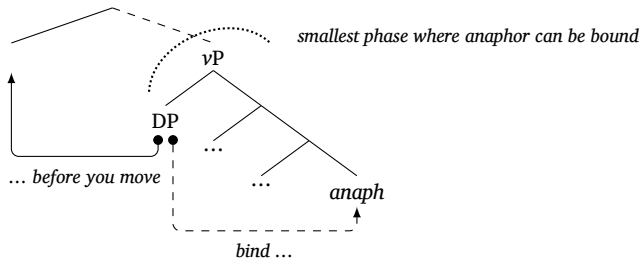 smallest phase where anaphor can be bound
vP
DP
...
... before you move
...
anaph
bind ...